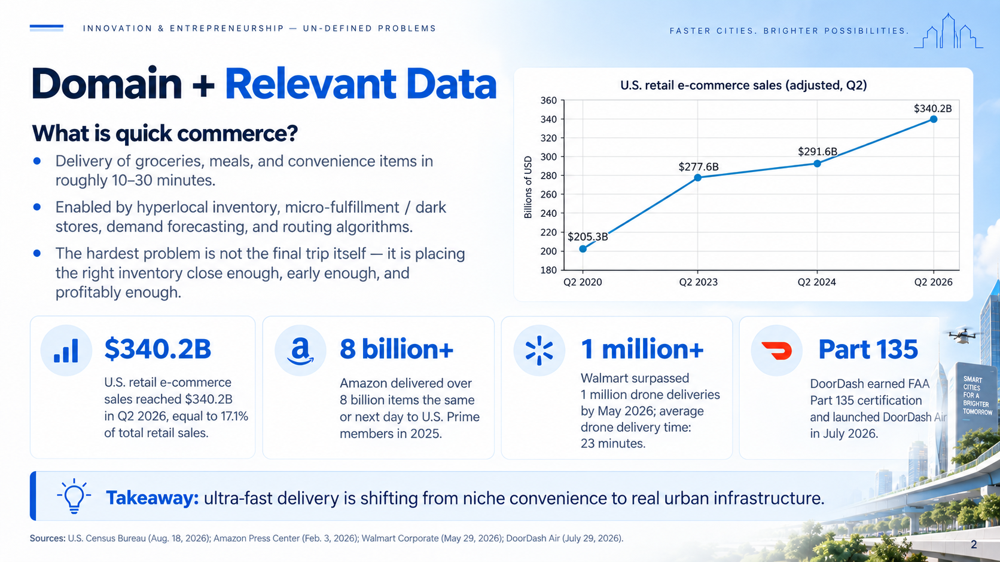 INNOVATION & ENTREPRENEURSHIP — UN-DEFINED PROBLEMS
FASTER CITIES. BRIGHTER POSSIBILITIES.
Domain + Relevant Data
What is quick commerce?
Delivery of groceries, meals, and convenience items in
roughly 10–30 minutes.
Enabled by hyperlocal inventory, micro-fulfillment / dark
stores, demand forecasting, and routing algorithms.
The hardest problem is not the final trip itself — it is placing
the right inventory close enough, early enough, and
profitably enough.
U.S. retail e-commerce sales (adjusted, Q2)
Billions of USD
360
340
320
300
280
260
240
220
200
180
$205.3B
$277.6B
$291.6B
$340.2B
Q2 2020
Q2 2023
Q2 2024
Q2 2026
$340.2B
U.S. retail e-commerce
sales reached $340.2B
in Q2 2026, equal to 17.1%
of total retail sales.
a
8 billion+
Amazon delivered over
8 billion items the same
or next day to U.S. Prime
members in 2025.
1 million+
Walmart surpassed
1 million drone deliveries
by May 2026; average
drone delivery time:
23 minutes.
Part 135
DoorDash earned FAA
Part 135 certification
and launched DoorDash Air
in July 2026.
SMART
CITIES
FOR A
BRIGHTER
TOMORROW
Takeaway: ultra-fast delivery is shifting from niche convenience to real urban infrastructure.
Sources: U.S. Census Bureau (Aug. 18, 2026); Amazon Press Center (Feb. 3, 2026); Walmart Corporate (May 29, 2026); DoorDash Air (July 29, 2026).
2